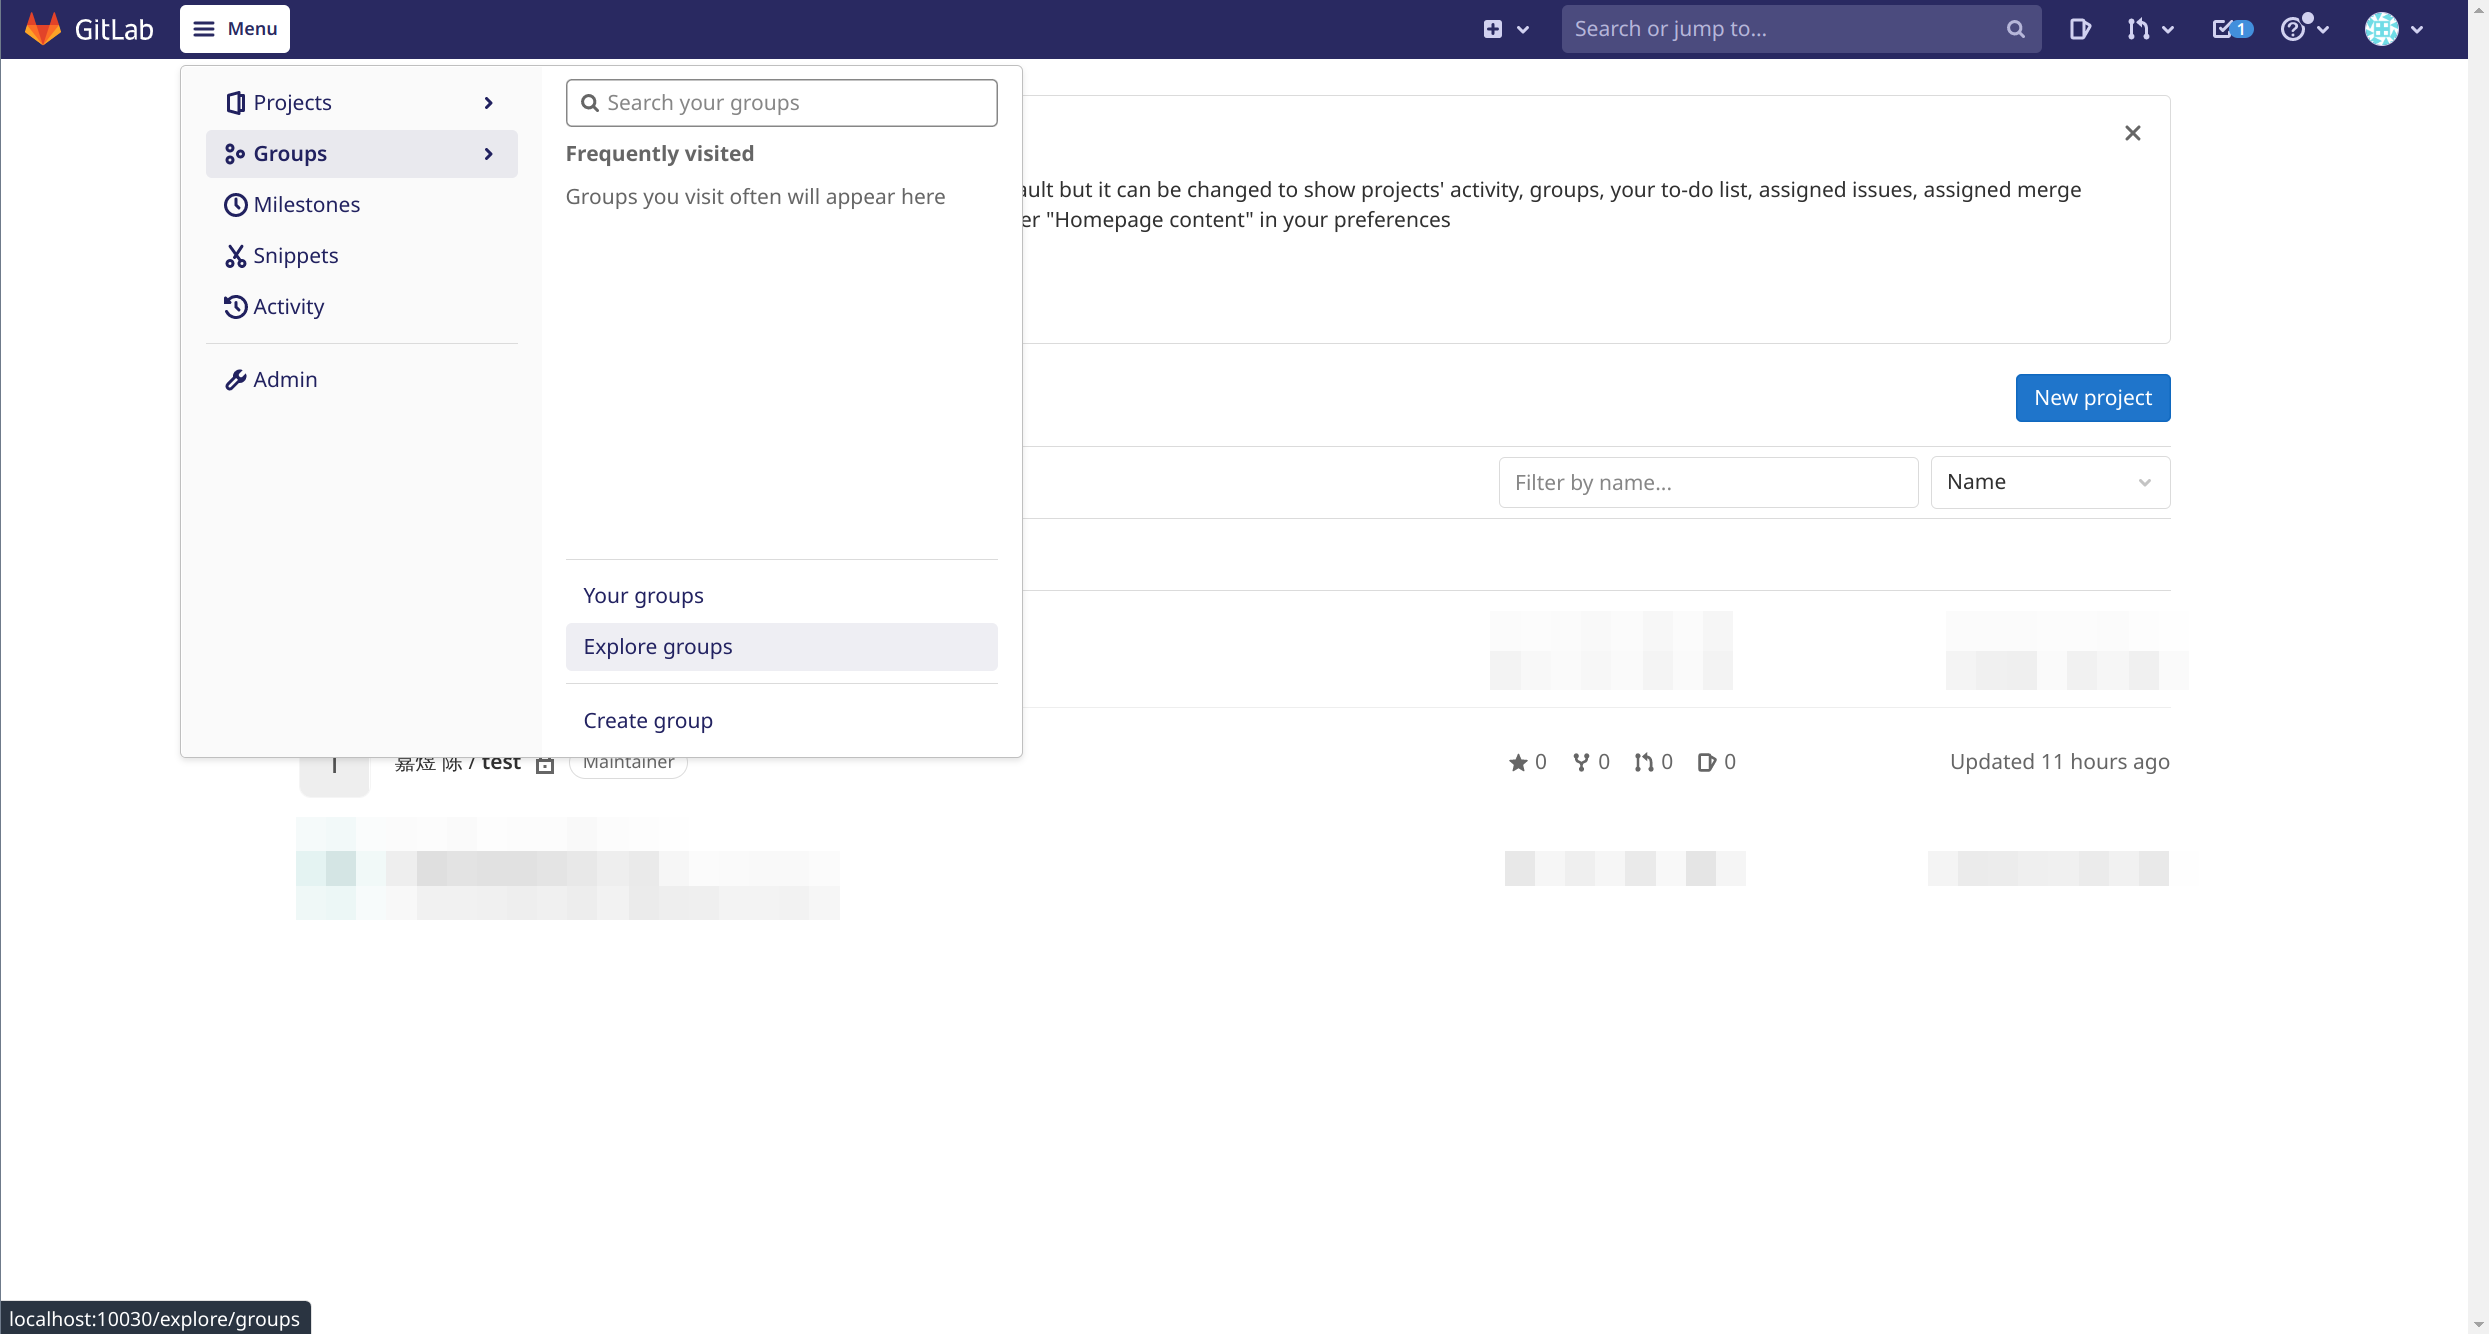 GitLab
Menu
Search or jump to...
1
Projects
Groups
Milestones
Snippets
Activity
Admin
Search your groups
Frequently visited
Groups you visit often will appear here
Your groups
Explore groups
Create group
ault but it can be changed to show projects' activity, groups, your to-do list, assigned issues, assigned merge
er "Homepage content" in your preferences
New project
Filter by name...
Name
嘉煜 陈 / test
Maintainer
0 0 0 0
Updated 11 hours ago
localhost:10030/explore/groups